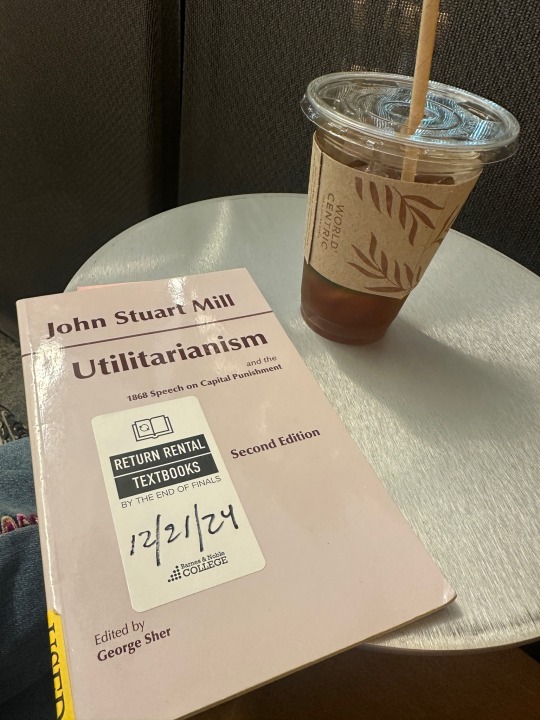 John Stuart Mill
Utilitarianism
and the
1868 Speech on Capital Punishment
Second Edition
RETURN RENTAL
TEXTBOOKS
BY THE END OF FINALS
12/21/24
Barnes & Noble
COLLEGE
Edited by
George Sher
USED
WORLD
CENTRIC